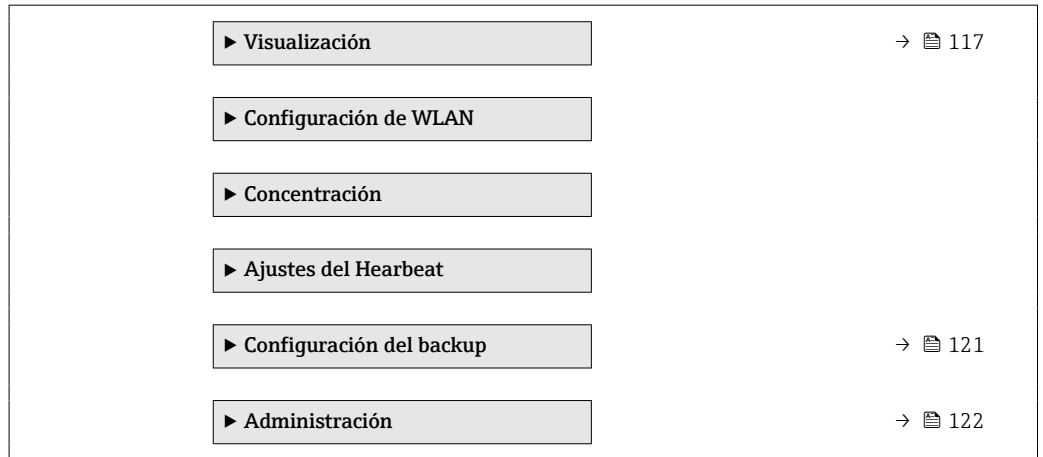 ▶ Visualización → 🖹 117
▶ Configuración de WLAN
▶ Concentración
▶ Ajustes del Hearbeat
▶ Configuración del backup → 🖹 121
▶ Administración → 🖹 122